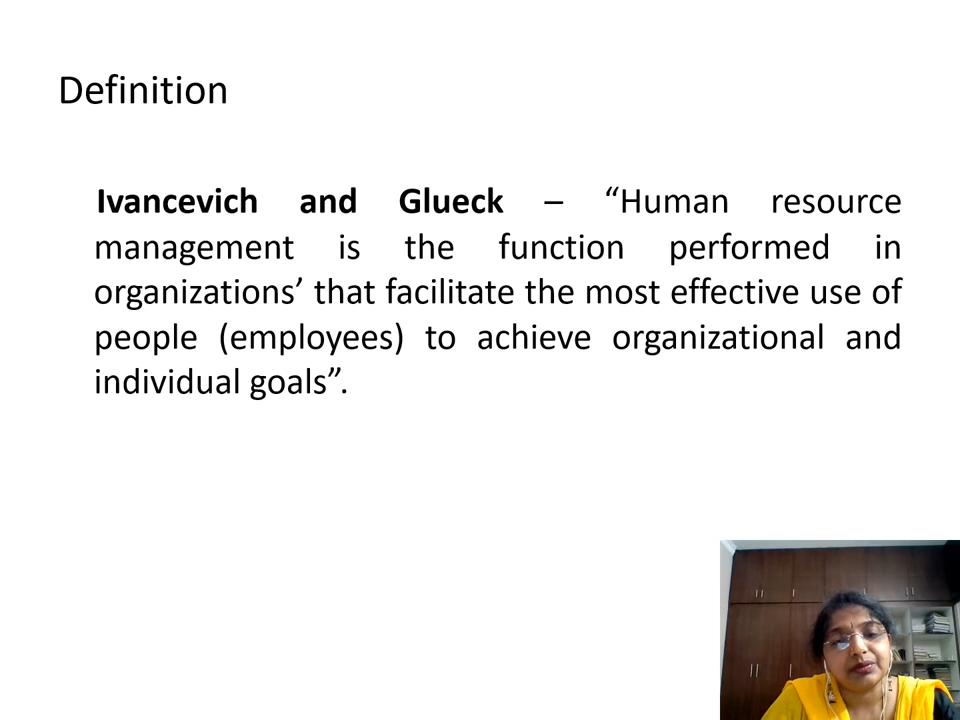 Definition
Ivancevich and Glueck – “Human resource
management is the function performed in
organizations’ that facilitate the most effective use of
people (employees) to achieve organizational and
individual goals”.